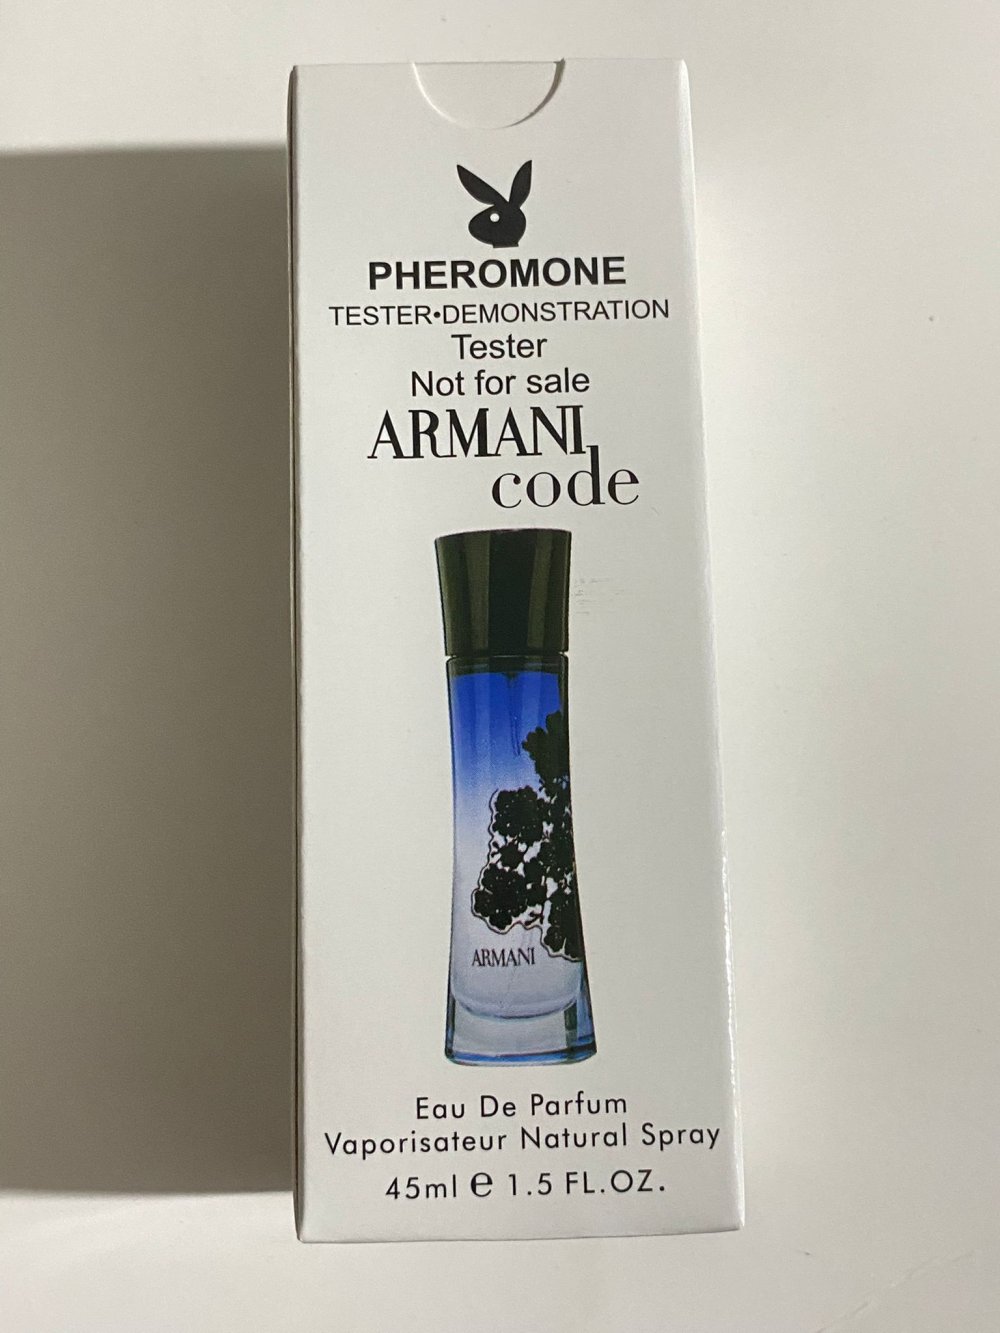 PHEROMONE
TESTER•DEMONSTRATION
Tester
Not for sale
ARMANI
code
ARMANI
Eau De Parfum
Vaporisateur Natural Spray
45ml e 1.5 FL.OZ.